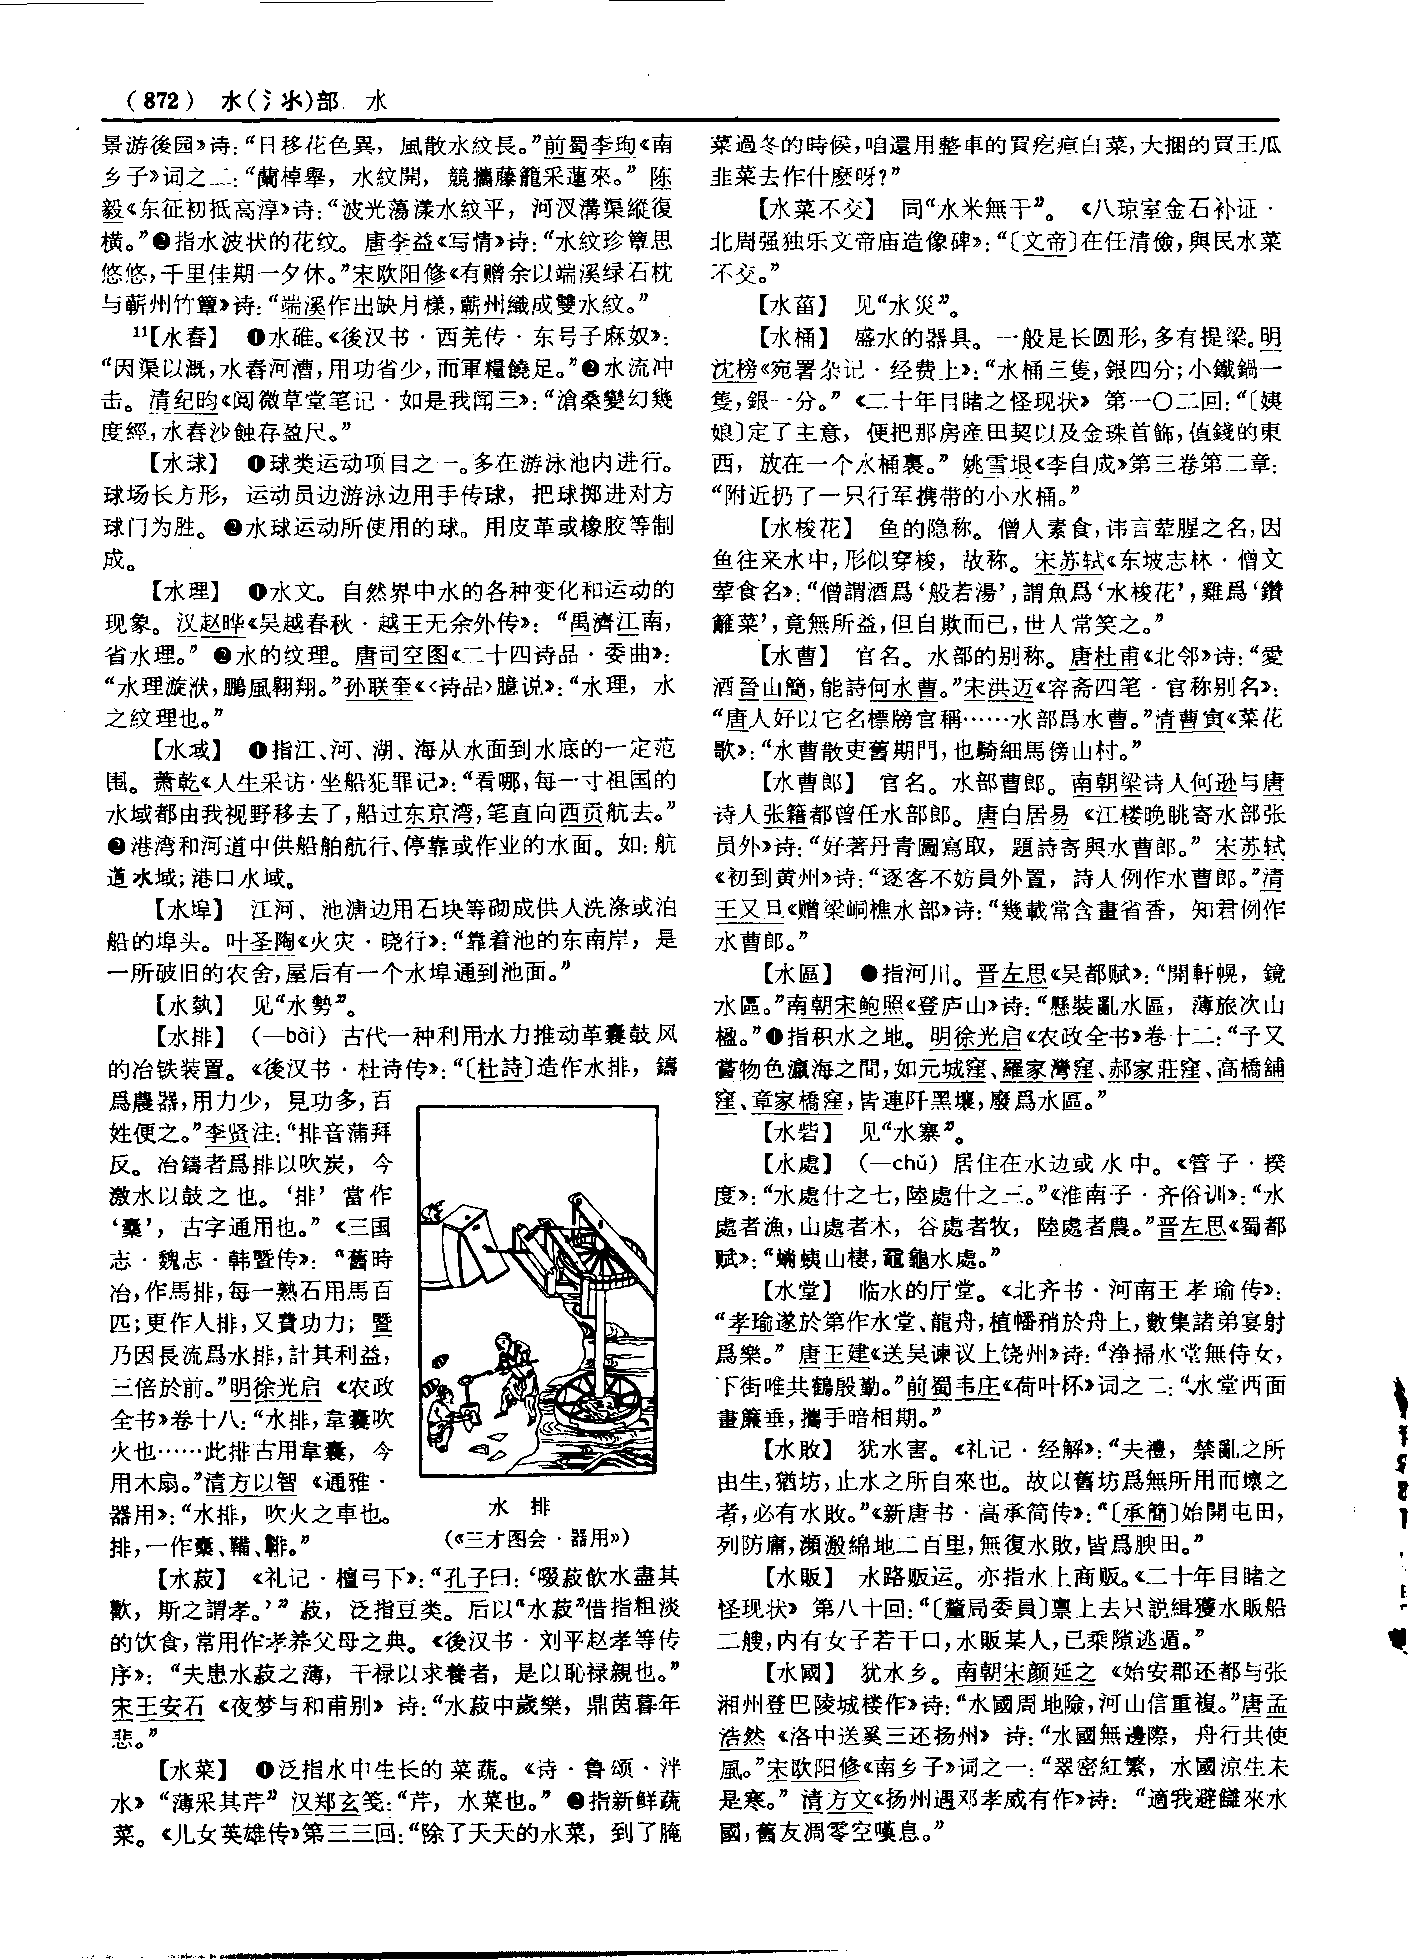 (872) 水(氵氺)部 水
景游後园》诗：“日移花色異，風散水紋長。”前蜀李珣《南
乡子》词之二：“蘭棹舉，水紋開，競攜藤籠采蓮來。”陈
毅《东征初抵高淳》诗：“波光蕩漾水紋平，河汊溝渠縱復
横。”❷指水波状的花纹。唐李益《写情》诗：“水紋珍簟思
悠悠，千里佳期一夕休。”宋欧阳修《有赠余以端溪绿石枕
与蕲州竹簟》诗：“端溪作出缺月樣，蘄州織成雙水紋。”
11【水舂】 ❶水碓。《後汉书·西羌传·东号子麻奴》：
“因渠以溉，水舂河漕，用功省少，而軍糧饒足。”❷水流冲
击。清纪昀《阅微草堂笔记·如是我闻三》：“滄桑變幻幾
度經，水舂沙蝕存盈尺。”
【水球】 ❶球类运动项目之一。多在游泳池内进行。
球场长方形，运动员边游泳边用手传球，把球掷进对方
球门为胜。❷水球运动所使用的球。用皮革或橡胶等制
成。
【水理】 ❶水文。自然界中水的各种变化和运动的
现象。汉赵晔《吴越春秋·越王无余外传》：“禹濟江南，
省水理。”❷水的纹理。唐司空图《二十四诗品·委曲》：
“水理漩洑，鵬風翱翔。”孙联奎《〈诗品〉臆说》：“水理，水
之紋理也。”
【水域】 ❶指江、河、湖、海从水面到水底的一定范
围。萧乾《人生采访·坐船犯罪记》：“看哪，每一寸祖国的
水域都由我视野移去了，船过东京湾，笔直向西贡航去。”
❷港湾和河道中供船舶航行、停靠或作业的水面。如：航
道水域；港口水域。
【水埠】 江河、池塘边用石块等砌成供人洗涤或泊
船的埠头。叶圣陶《火灾·晓行》：“靠着池的东南岸，是
一所破旧的农舍，屋后有一个水埠通到池面。”
【水埶】 见“水勢”。
【水排】 (—bài) 古代一种利用水力推动革囊鼓风
的冶铁装置。《後汉书·杜诗传》：“〔杜詩〕造作水排，鑄
爲農器，用力少，見功多，百
姓便之。”李贤注：“排音蒲拜
反。冶鑄者爲排以吹炭，今
激水以鼓之也。‘排’當作
‘橐’，古字通用也。”《三国
志·魏志·韩暨传》：“舊時
冶，作馬排，每一熟石用馬百
匹；更作人排，又費功力；暨
乃因長流爲水排，計其利益，
三倍於前。”明徐光启《农政
全书》卷十八：“水排，韋囊吹
火也……此排古用韋囊，今
用木扇。”清方以智《通雅·
器用》：“水排，吹火之車也。
排，一作橐、鞴、韛。”
水 排
(《三才图会·器用》)
【水菽】 《礼记·檀弓下》：“孔子曰：‘啜菽飲水盡其
歡，斯之謂孝。’”菽，泛指豆类。后以“水菽”借指粗淡
的饮食，常用作孝养父母之典。《後汉书·刘平赵孝等传
序》：“夫患水菽之薄，干禄以求養者，是以恥禄親也。”
宋王安石《夜梦与和甫别》诗：“水菽中歲樂，鼎茵暮年
悲。”
【水菜】 ❶泛指水中生长的菜蔬。《诗·鲁颂·泮
水》“薄采其芹”汉郑玄笺：“芹，水菜也。”❷指新鲜蔬
菜。《儿女英雄传》第三三回：“除了天天的水菜，到了腌
菜過冬的時候，咱還用整車的買疙瘩白菜，大捆的買王瓜
韭菜去作什麽呀？”
【水菜不交】 同“水米無干”。《八琼室金石补证·
北周强独乐文帝庙造像碑》：“〔文帝〕在任清儉，與民水菜
不交。”
【水菑】 见“水災”。
【水桶】 盛水的器具。一般是长圆形，多有提梁。明
沈榜《宛署杂记·经费上》：“水桶三隻，銀四分；小鐵鍋一
隻，銀一分。”《二十年目睹之怪现状》第一〇二回：“〔姨
娘〕定了主意，便把那房産田契以及金珠首飾，值錢的東
西，放在一个水桶裏。”姚雪垠《李自成》第三卷第二章：
“附近扔了一只行军携带的小水桶。”
【水梭花】 鱼的隐称。僧人素食，讳言荤腥之名，因
鱼往来水中，形似穿梭，故称。宋苏轼《东坡志林·僧文
荤食名》：“僧謂酒爲‘般若湯’，謂魚爲‘水梭花’，雞爲‘鑽
籬菜’，竟無所益，但自欺而已，世人常笑之。”
【水曹】 官名。水部的别称。唐杜甫《北邻》诗：“愛
酒晋山簡，能詩何水曹。”宋洪迈《容斋四笔·官称别名》：
“唐人好以它名標牓官稱……水部爲水曹。”清曹寅《菜花
歌》：“水曹散吏舊期門，也騎細馬傍山村。”
【水曹郎】 官名。水部曹郎。南朝梁诗人何逊与唐
诗人张籍都曾任水部郎。唐白居易《江楼晚眺寄水部张
员外》诗：“好著丹青圖寫取，題詩寄與水曹郎。”宋苏轼
《初到黄州》诗：“逐客不妨員外置，詩人例作水曹郎。”清
王又旦《赠梁峒樵水部》诗：“幾載常含畫省香，知君例作
水曹郎。”
【水區】 ●指河川。晋左思《吴都赋》：“開軒幌，鏡
水區。”南朝宋鲍照《登庐山》诗：“懸裝亂水區，薄旅次山
楹。”❶指积水之地。明徐光启《农政全书》卷十二：“予又
嘗物色瀛海之間，如元城窪、羅家灣窪、郝家莊窪、高橋鋪
窪、章家橋窪，皆連阡黑壤，廢爲水區。”
【水砦】 见“水寨”。
【水處】 (—chǔ) 居住在水边或水中。《管子·揆
度》：“水處什之七，陸處什之三。”《淮南子·齐俗训》：“水
處者漁，山處者木，谷處者牧，陸處者農。”晋左思《蜀都
赋》：“蜹蛦山棲，黿龜水處。”
【水堂】 临水的厅堂。《北齐书·河南王孝瑜传》：
“孝瑜遂於第作水堂、龍舟，植幡矟於舟上，數集諸弟宴射
爲樂。”唐王建《送吴谏议上饶州》诗：“净掃水堂無侍女，
下街唯共鶴殷勤。”前蜀韦庄《荷叶杯》词之二：“水堂西面
畫簾垂，攜手暗相期。”
【水敗】 犹水害。《礼记·经解》：“夫禮，禁亂之所
由生，猶坊，止水之所自來也。故以舊坊爲無所用而壞之
者，必有水敗。”《新唐书·高承简传》：“〔承簡〕始開屯田，
列防庸，瀕溵綿地二百里，無復水敗，皆爲腴田。”
【水販】 水路贩运。亦指水上商贩。《二十年目睹之
怪现状》第八十回：“〔釐局委員〕禀上去只説緝獲水販船
二艘，内有女子若干口，水販某人，已乘隙逃遁。”
【水國】 犹水乡。南朝宋颜延之《始安郡还都与张
湘州登巴陵城楼作》诗：“水國周地險，河山信重複。”唐孟
浩然《洛中送奚三还扬州》诗：“水國無邊際，舟行共使
風。”宋欧阳修《南乡子》词之一：“翠密紅繁，水國凉生未
是寒。”清方文《扬州遇邓孝威有作》诗：“適我避讎來水
國，舊友凋零空嘆息。”